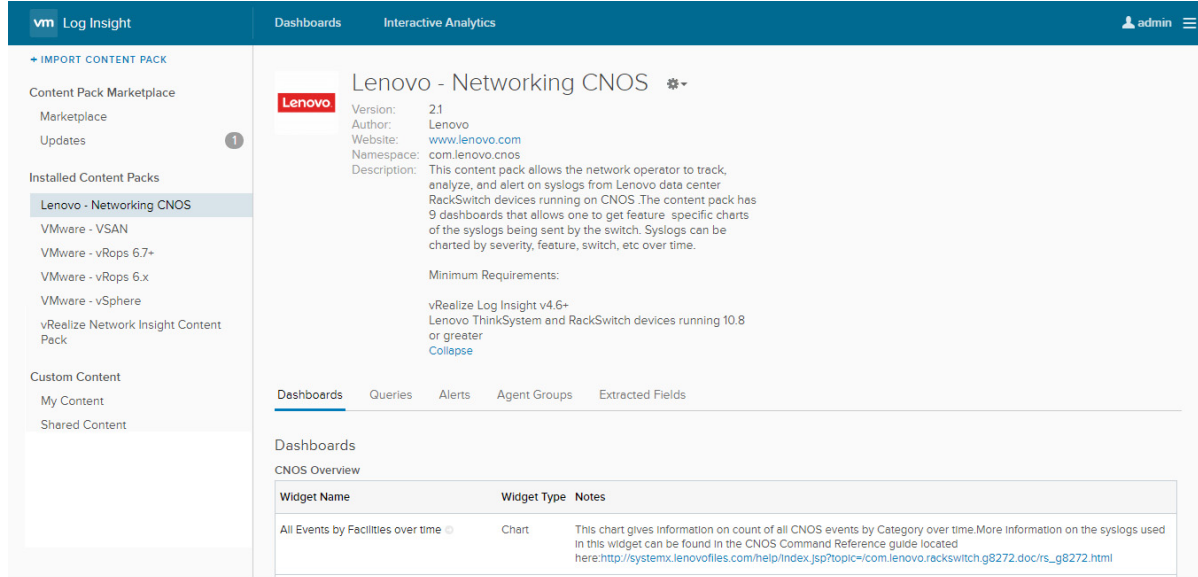 vm Log Insight
Dashboards
Interactive Analytics
admin
+ IMPORT CONTENT PACK
Content Pack Marketplace
Marketplace
Updates
1
Installed Content Packs
Lenovo - Networking CNOS
VMware - VSAN
VMware - vRops 6.7+
VMware - vRops 6.x
VMware - vSphere
vRealize Network Insight Content
Pack
Custom Content
My Content
Shared Content
Lenovo
Lenovo - Networking CNOS
Version: 2.1
Author: Lenovo
Website: www.lenovo.com
Namespace: com.lenovo.cnos
Description: This content pack allows the network operator to track,
analyze, and alert on syslogs from Lenovo data center
RackSwitch devices running on CNOS .The content pack has
9 dashboards that allows one to get feature specific charts
of the syslogs being sent by the switch. Syslogs can be
charted by severity, feature, switch, etc over time.
Minimum Requirements:
vRealize Log Insight v4.6+
Lenovo ThinkSystem and RackSwitch devices running 10.8
or greater
Collapse
Dashboards Queries Alerts Agent Groups Extracted Fields
Dashboards
CNOS Overview
Widget Name Widget Type Notes
All Events by Facilities over time Chart This chart gives information on count of all CNOS events by Category over time.More information on the syslogs used
in this widget can be found in the CNOS Command Reference guide located
here:http://systemx.lenovofiles.com/help/index.jsp?topic=/com.lenovo.rackswitch.g8272.doc/rs_g8272.html